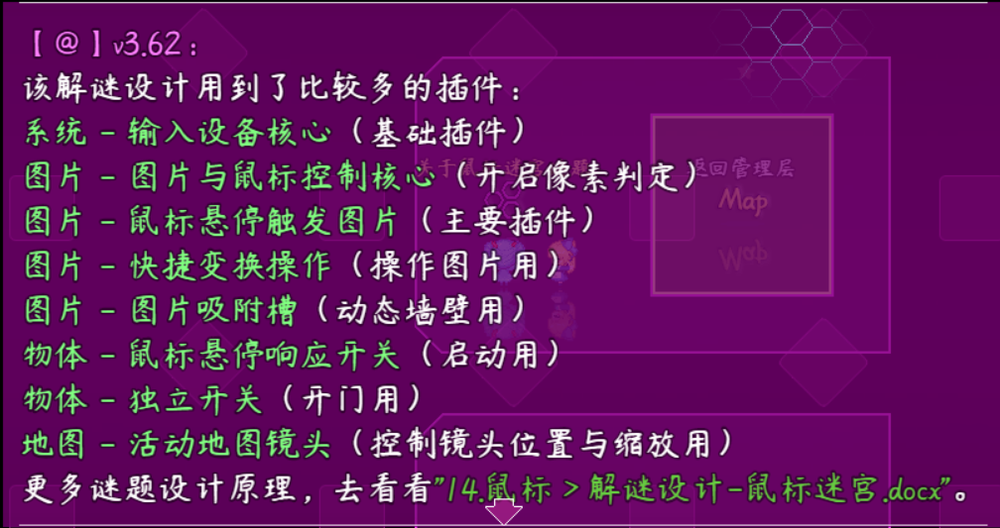 【 @ 】v3.62：
该解谜设计用到了比较多的插件：
系统 - 输入设备核心（基础插件）
图片 - 图片与鼠标控制核心（开启像素判定）
返回管理层
图片 - 鼠标悬停触发图片（主要插件）
Map
图片 - 快捷变换操作（操作图片用）
图片 - 图片吸附槽（动态墙壁用）
物体 - 鼠标悬停响应开关（启动用）
物体 - 独立开关（开门用）
地图 - 活动地图镜头（控制镜头位置与缩放用）
更多谜题设计原理，去看看"14.鼠标 > 解谜设计-鼠标迷宫.docx"。